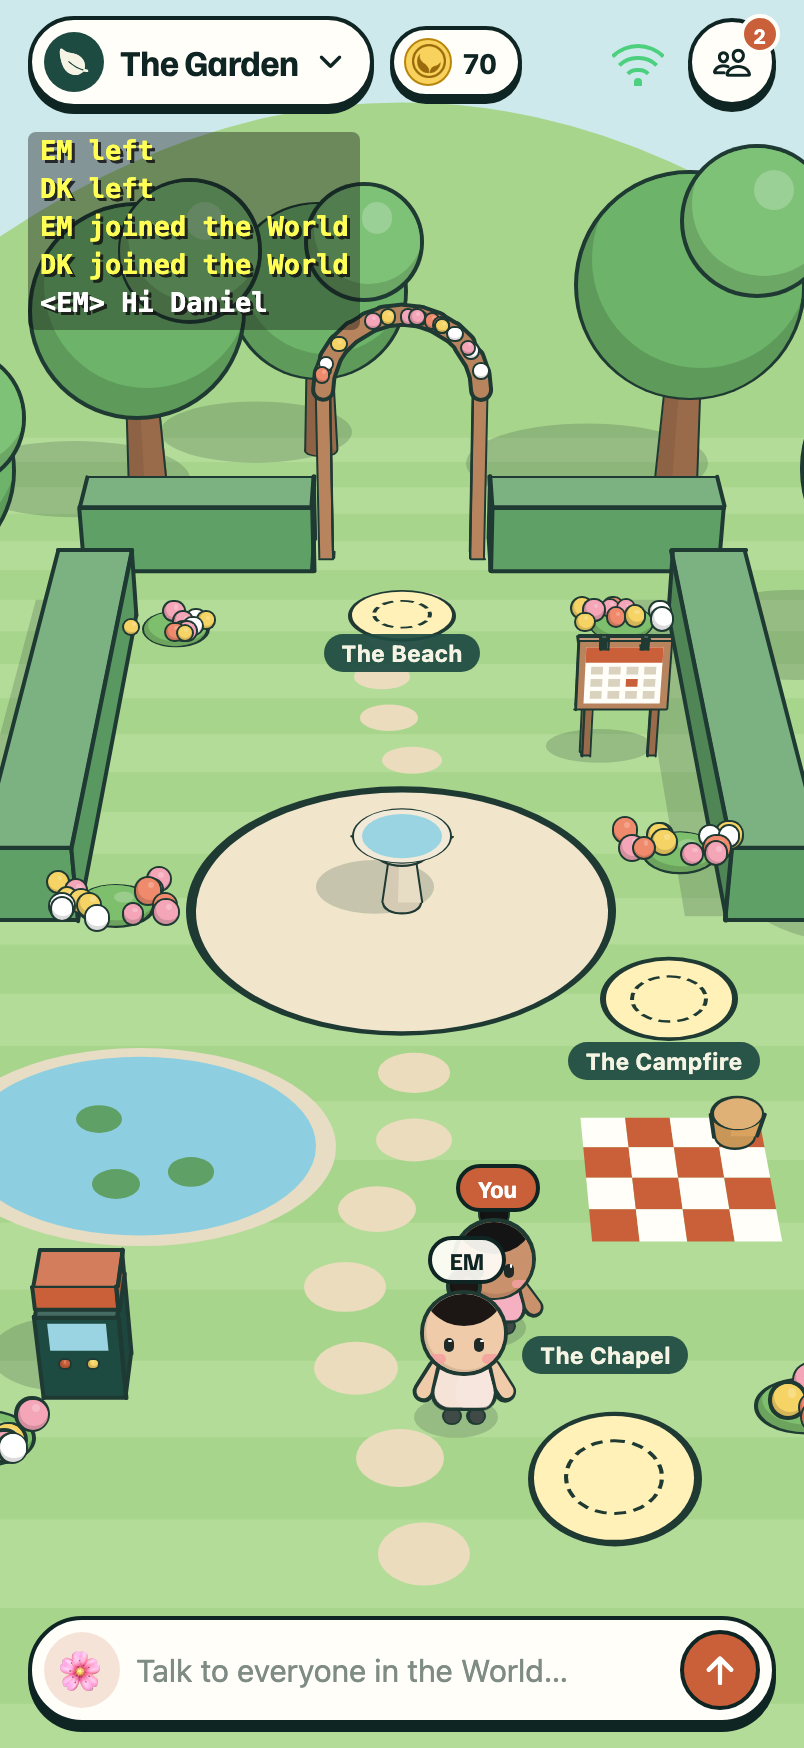 The Garden
70
2
EM left
DK left
EM joined the World
DK joined the World
<EM> Hi Daniel
The Beach
The Campfire
You
EM
The Chapel
Talk to everyone in the World...